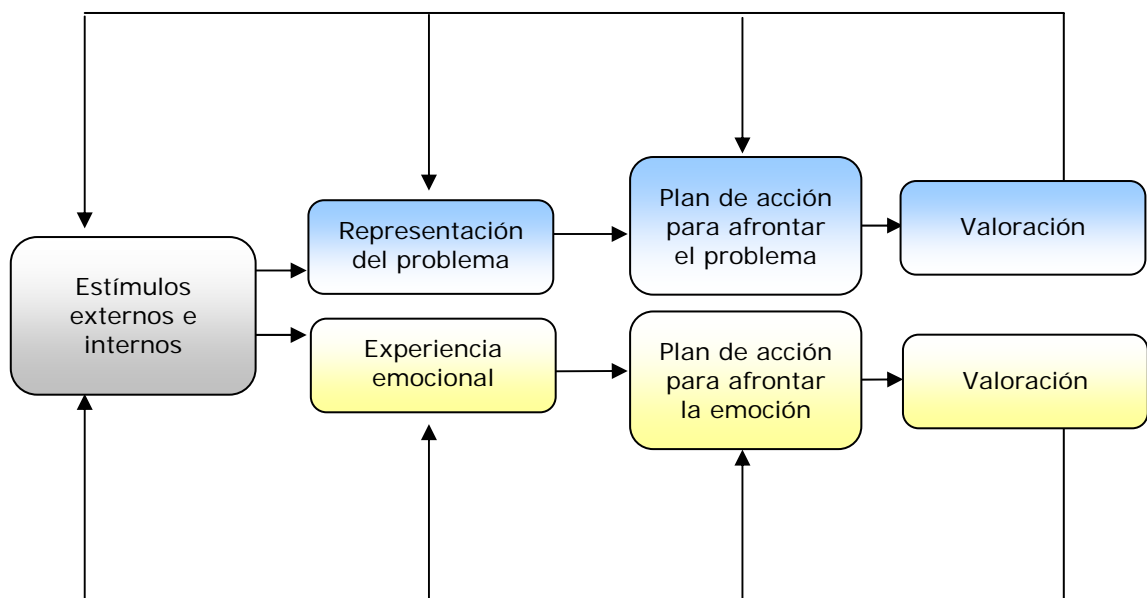 Estímulos
externos e
internos
Representación
del problema
Plan de acción
para afrontar
el problema
Valoración
Experiencia
emocional
Plan de acción
para afrontar
la emoción
Valoración